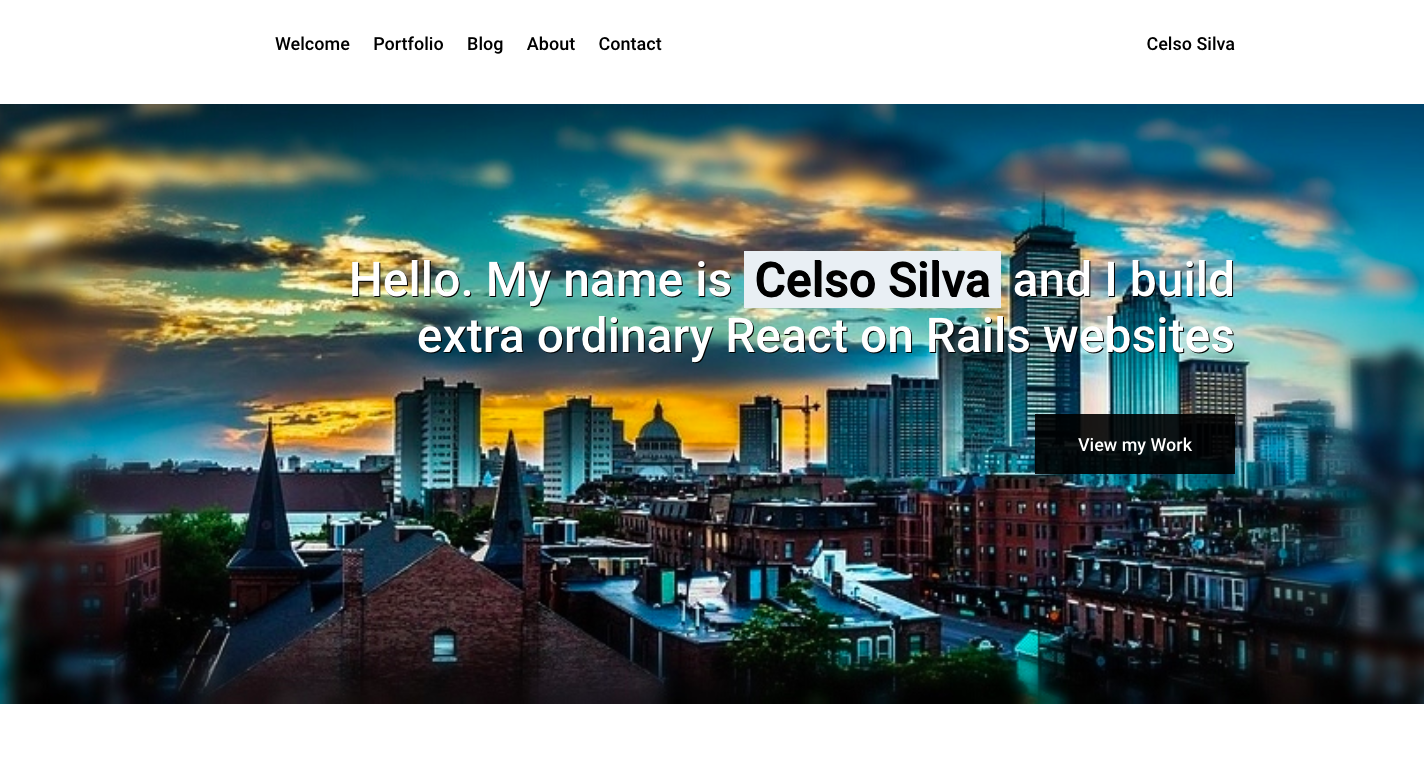 Welcome Portfolio Blog About Contact Celso Silva
Hello. My name is Celso Silva and I build
extra ordinary React on Rails websites
View my Work